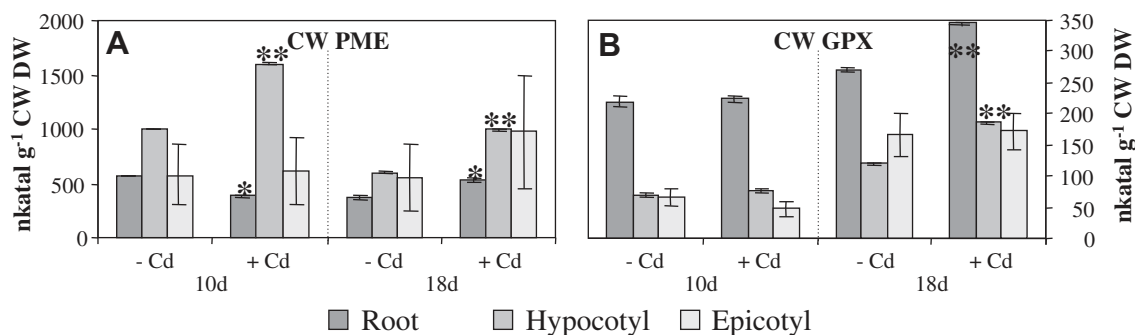 A
CW PME
nkatal g⁻¹ CW DW
2000
1500
1000
500
0
**
*
*
**
- Cd
+ Cd
- Cd
+ Cd
10d
18d
B
CW GPX
nkatal g⁻¹ CW DW
350
300
250
200
150
100
50
0
**
**
- Cd
+ Cd
- Cd
+ Cd
10d
18d
Root Hypocotyl Epicotyl